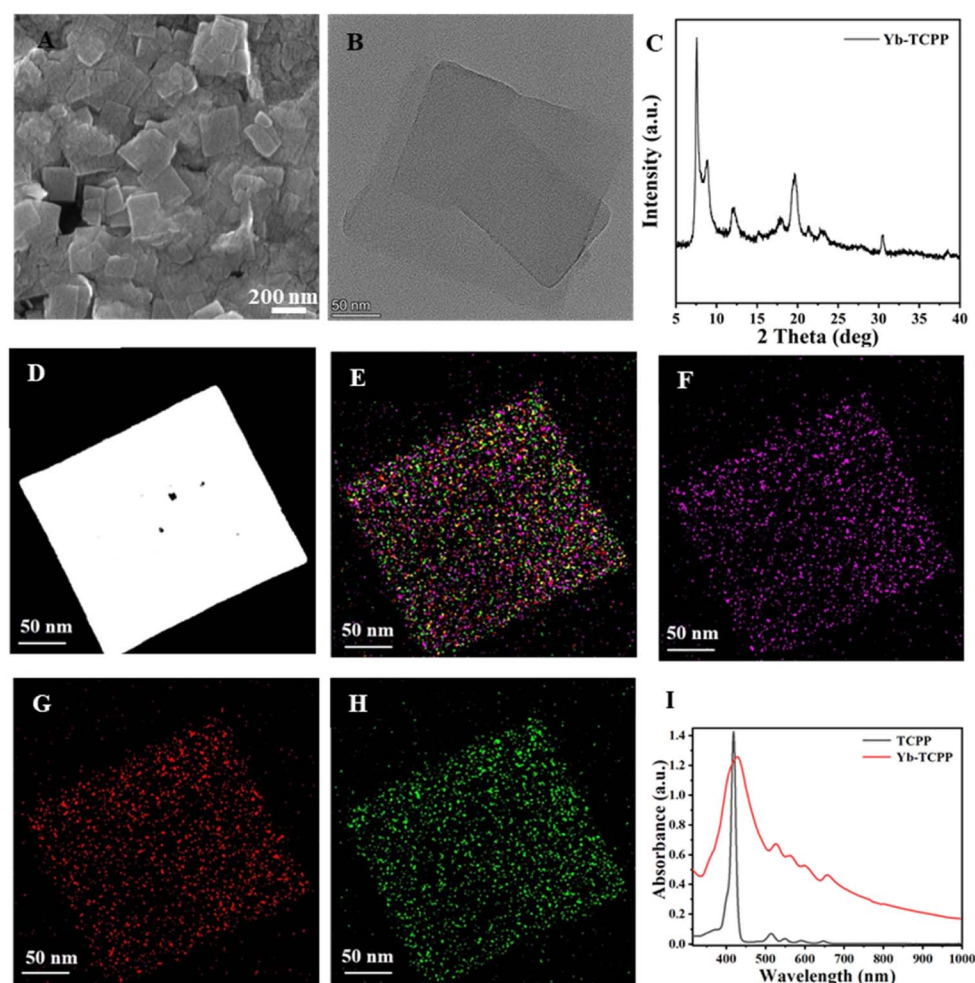 A
200 nm
B
50 nm
C
Yb-TCPP
Intensity (a.u.)
5 10 15 20 25 30 35 40
2 Theta (deg)
D
50 nm
E
50 nm
F
50 nm
G
50 nm
H
50 nm
I
TCPP
Yb-TCPP
Absorbance (a.u.)
1.4
1.2
1.0
0.8
0.6
0.4
0.2
0.0
400 500 600 700 800 900 1000
Wavelength (nm)